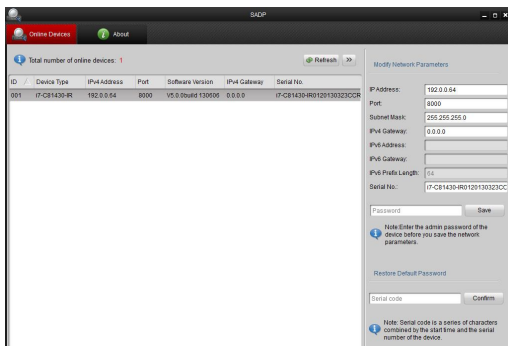 SADP
Online Devices
About
Total number of online devices: 1
Refresh
ID Device Type IPv4 Address Port Software Version IPv4 Gateway Serial No.
001 I7-C81430-IR 192.0.0.64 8000 V5.0.0build 130606 0.0.0.0 I7-C81430-IR0120130323CCR
Modify Network Parameters
IP Address: 192.0.0.64
Port: 8000
Subnet Mask: 255.255.255.0
IPv4 Gateway: 0.0.0.0
IPv6 Address:
IPv6 Gateway:
IPv6 Prefix Length: 64
Serial No.: I7-C81430-IR0120130323CC
Password Save
Note:Enter the admin password of the
device before you save the network
parameters.
Restore Default Password
Serial code Confirm
Note: Serial code is a series of characters
combined by the start time and the serial
number of the device.